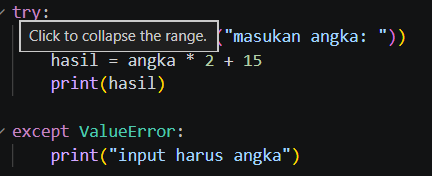 try:
Click to collapse the range. ("masukan angka: "))
    hasil = angka * 2 + 15
    print(hasil)
except ValueError:
    print("input harus angka")